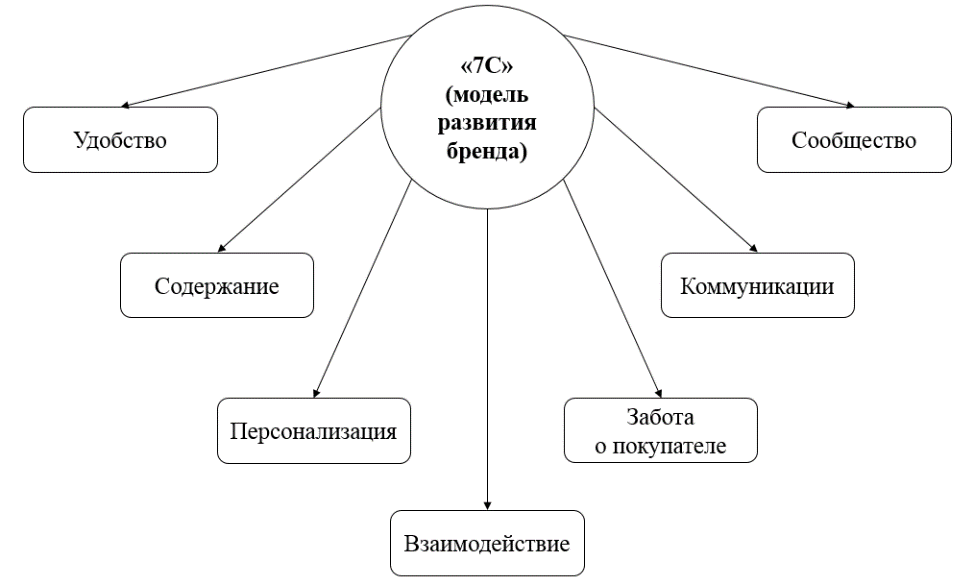 «7С»
(модель
развития
бренда)
Удобство
Сообщество
Содержание
Коммуникации
Персонализация
Забота
о покупателе
Взаимодействие